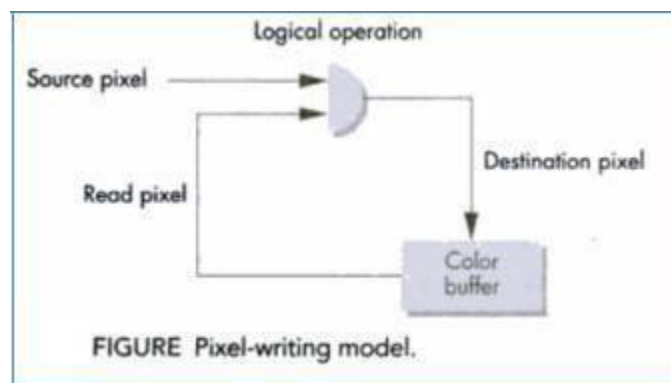 Logical operation
Source pixel
Destination pixel
Read pixel
Color
buffer
FIGURE Pixel-writing model.